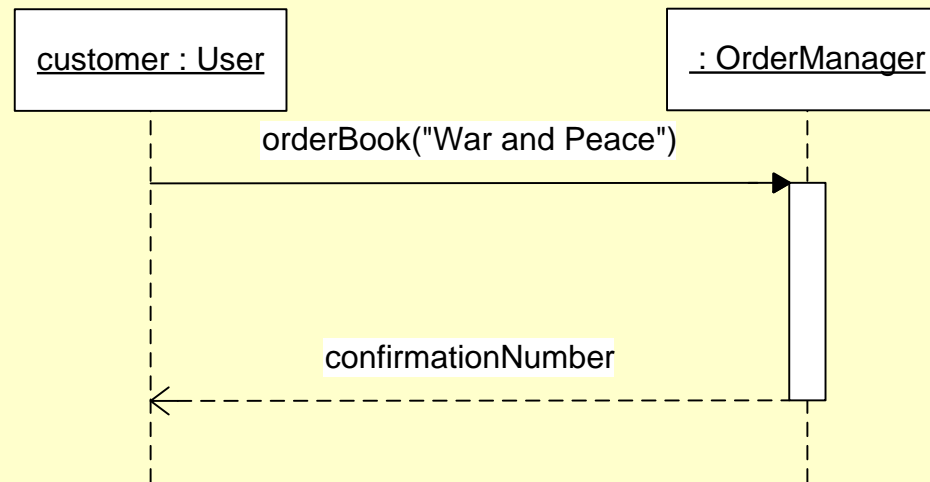 customer : User
: OrderManager
orderBook("War and Peace")
confirmationNumber